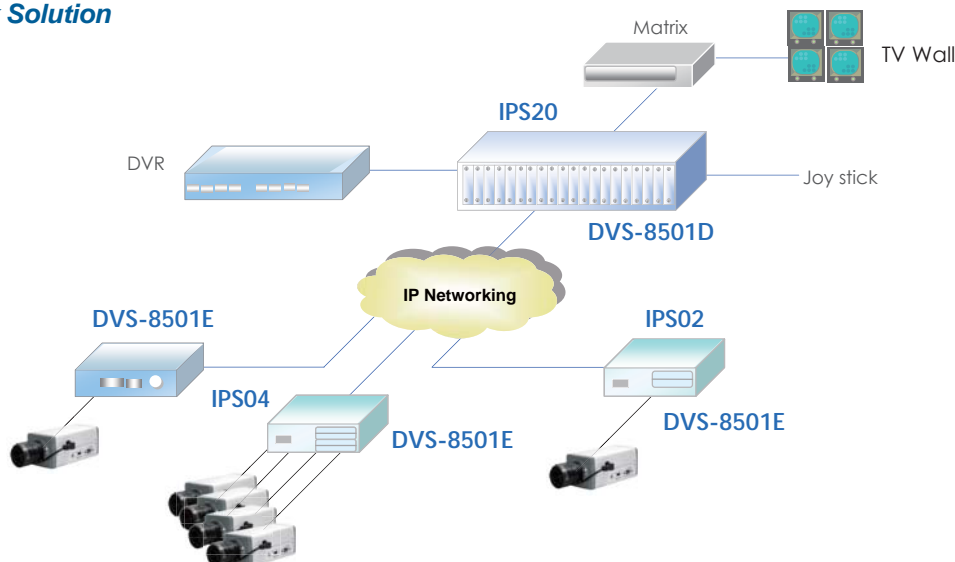 Solution
Matrix
TV Wall
IPS20
DVR
Joy stick
DVS-8501D
IP Networking
DVS-8501E
IPS02
IPS04
DVS-8501E
DVS-8501E